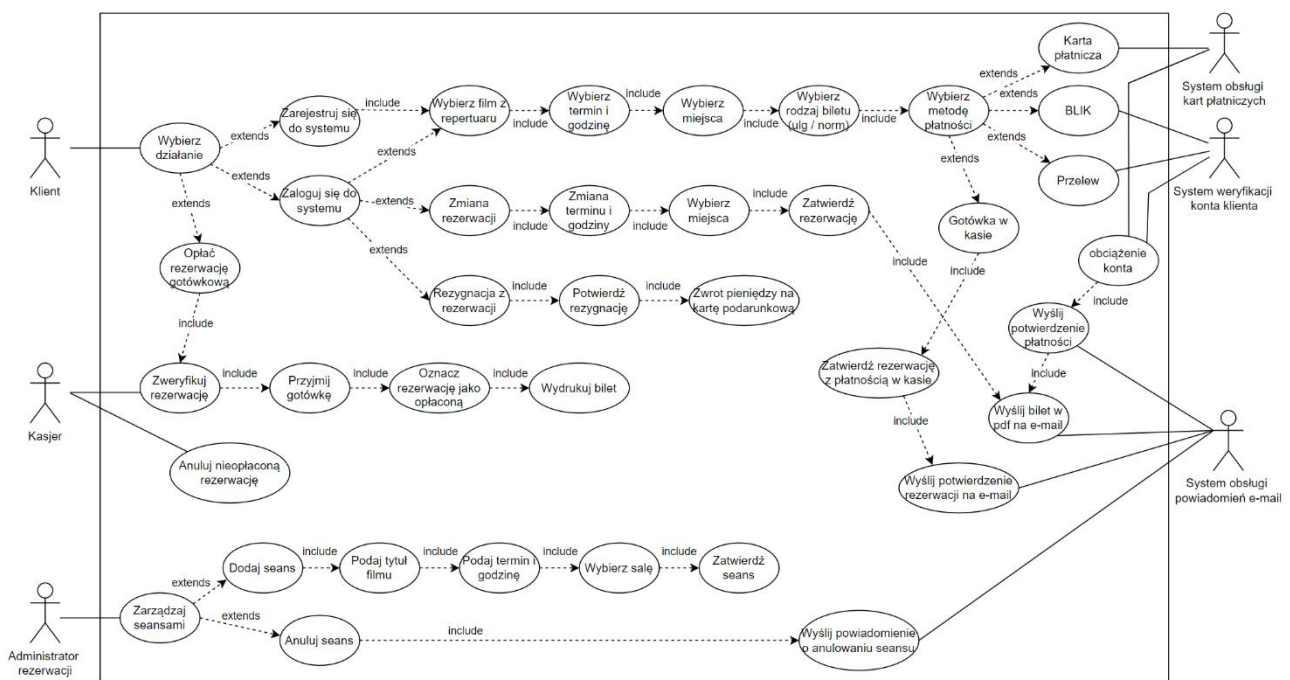 Karta
płatnicza
extends
System obsługi
kart płatniczych
Zarejestruj się
do systemu
include
Wybierz film z
repertuaru
include
Wybierz
termin i
godzinę
include
Wybierz
miejsca
include
Wybierz
rodzaj biletu
(ulg / norm)
include
Wybierz
metodę
płatności
extends
BLIK
extends
Klient
Wybierz
działanie
extends
extends
extends
extends
Przelew
System weryfikacji
konta klienta
Zaloguj się do
systemu
extends
Zmiana
rezerwacji
include
Zmiana
terminu i
godziny
include
Wybierz
miejsca
include
Zatwierdź
rezerwację
extends
Gotówka w
kasie
extends
Opłać
rezerwację
gotówkową
extends
include
include
obciążenie
konta
Rezygnacja z
rezerwacji
include
Potwierdź
rezygnację
include
Zwrot pieniędzy na
kartę podarunkową
include
Wyślij
potwierdzenie
płatności
include
Kasjer
Zweryfikuj
rezerwację
include
Przyjmij
gotówkę
include
Oznacz
rezerwację jako
opłaconą
include
Wydrukuj bilet
Zatwierdź rezerwację
z płatnością w kasie
include
include
Wyślij bilet w
pdf na e-mail
Anuluj nieopłaconą
rezerwację
Wyślij potwierdzenie
rezerwacji na e-mail
System obsługi
powiadomień e-mail
Dodaj seans
include
Podaj tytuł
filmu
include
Podaj termin i
godzinę
include
Wybierz salę
include
Zatwierdź
seans
extends
Zarządzaj
seansami
extends
Anuluj seans
include
Wyślij powiadomienie
o anulowaniu seansu
Administrator
rezerwacji